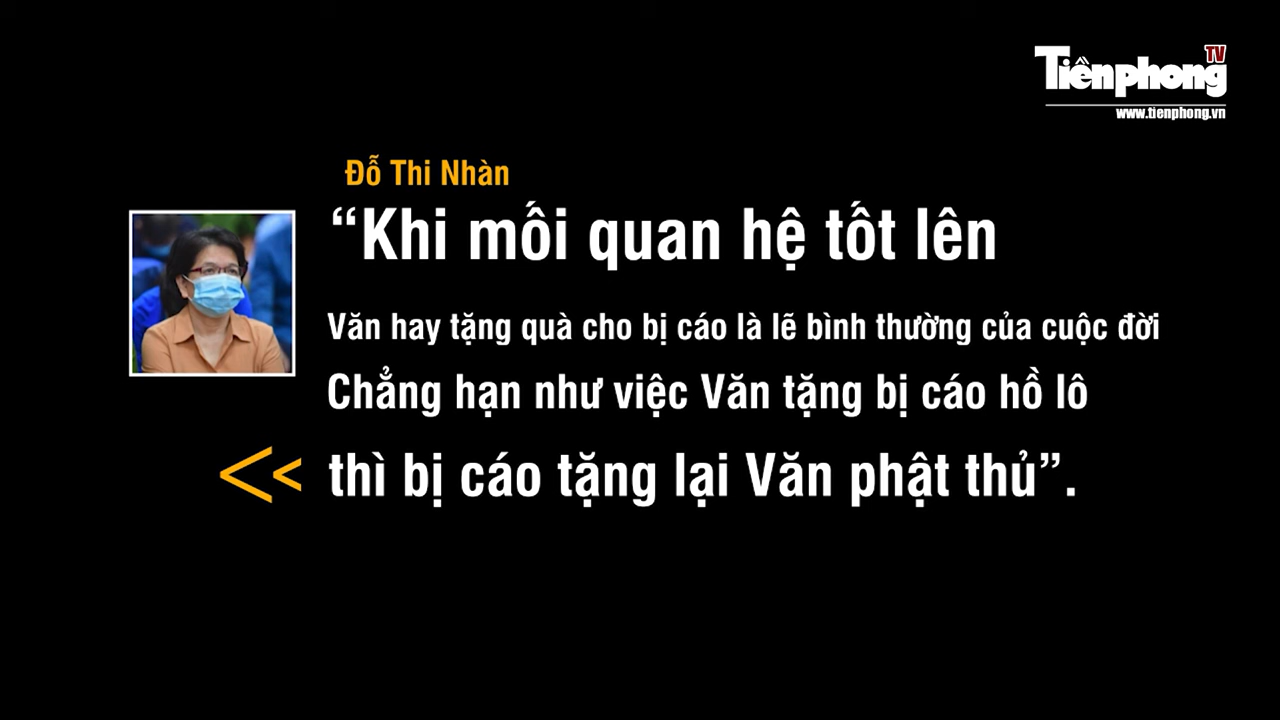 Tiềnphong TV
www.tienphong.vn
Đỗ Thi Nhàn
“Khi mối quan hệ tốt lên
Văn hay tặng quà cho bị cáo là lẽ bình thường của cuộc đời
Chẳng hạn như việc Văn tặng bị cáo hồ lô
<< thì bị cáo tặng lại Văn phật thủ”.